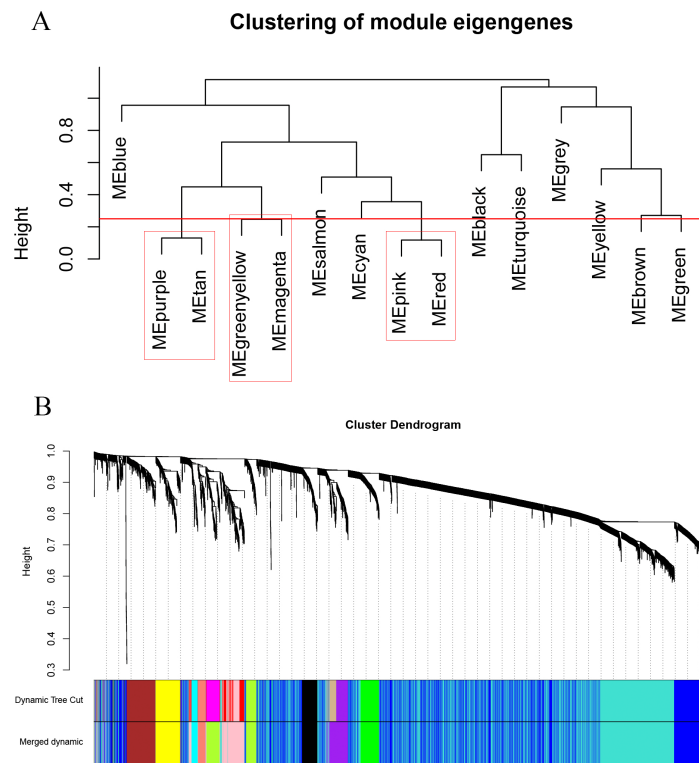 A
Clustering of module eigengenes
Height
0.0
0.4
0.8
MEblue
MEpurple
MEtan
MEgreenyellow
MEmagenta
MEsalmon
MEcyan
MEpink
MEred
MEblack
MEturquoise
MEgrey
MEyellow
MEbrown
MEgreen
B
Cluster Dendrogram
Height
1.0
0.9
0.8
0.7
0.6
0.5
0.4
0.3
Dynamic Tree Cut
Merged dynamic